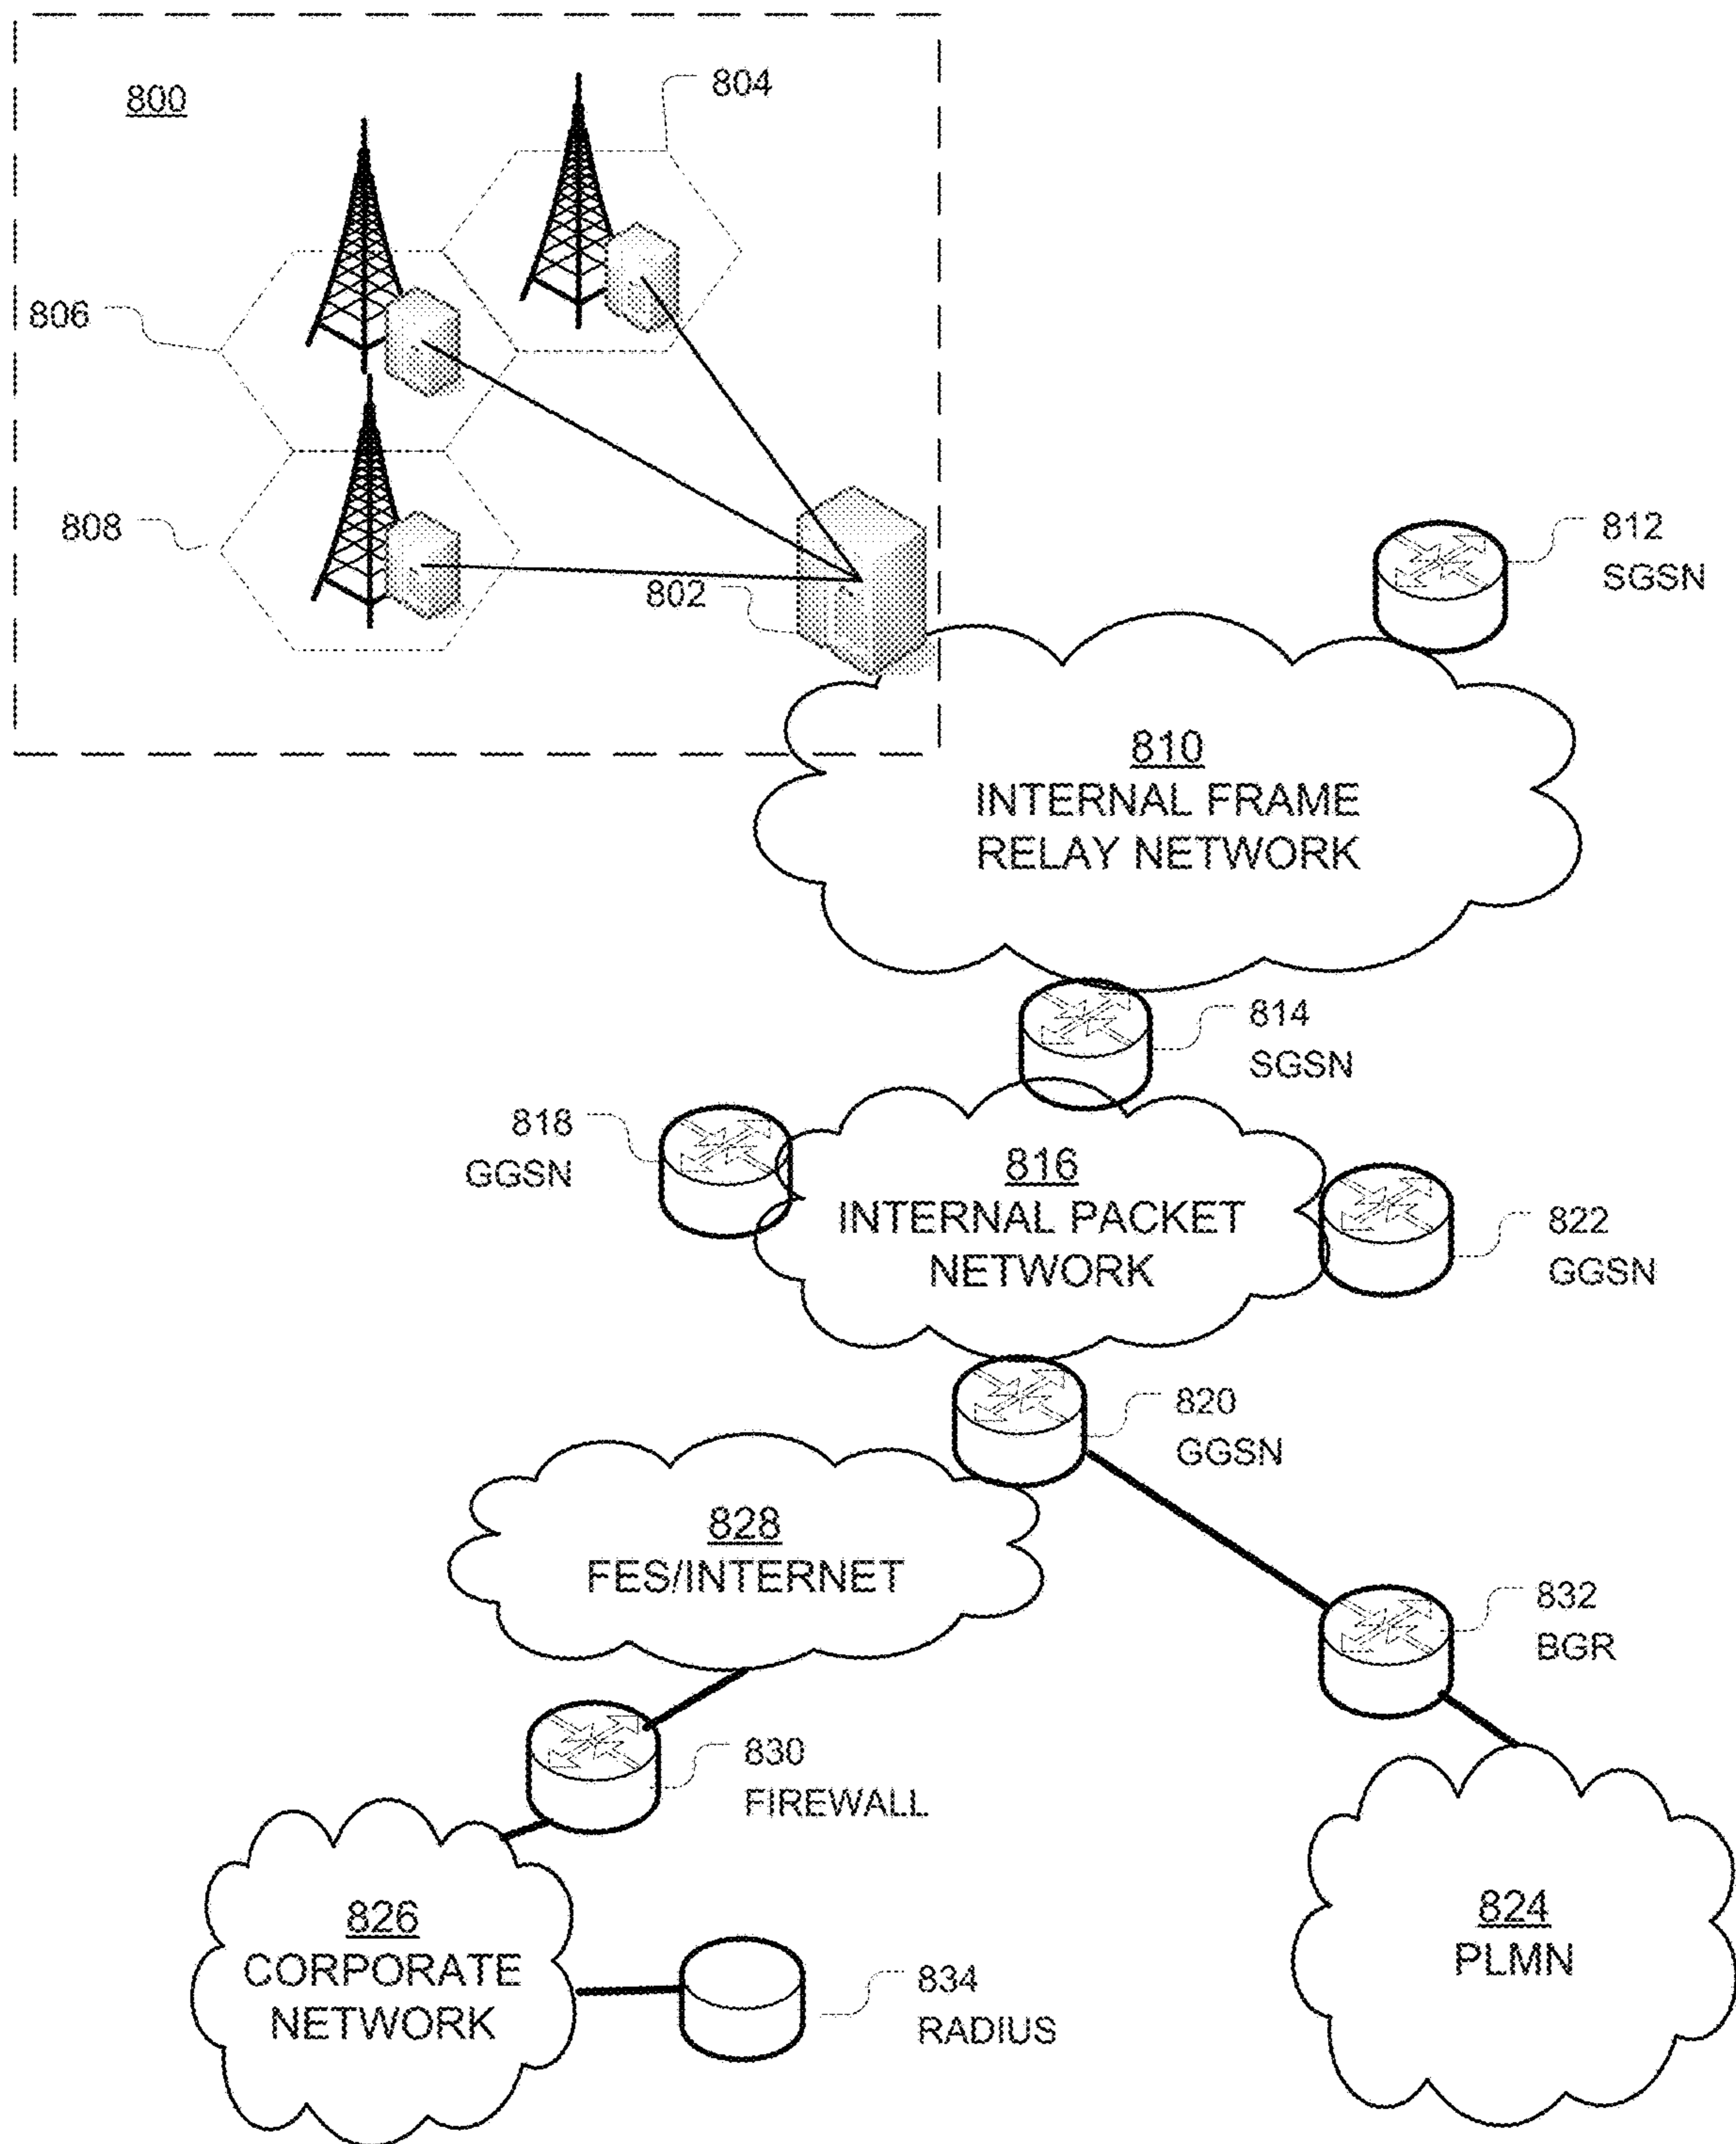 800
804
806
808
802
812
SGSN
810
INTERNAL FRAME
RELAY NETWORK
814
SGSN
818
GGSN
816
INTERNAL PACKET
NETWORK
822
GGSN
820
GGSN
828
FES/INTERNET
832
BGR
830
FIREWALL
826
CORPORATE
NETWORK
824
PLMN
834
RADIUS